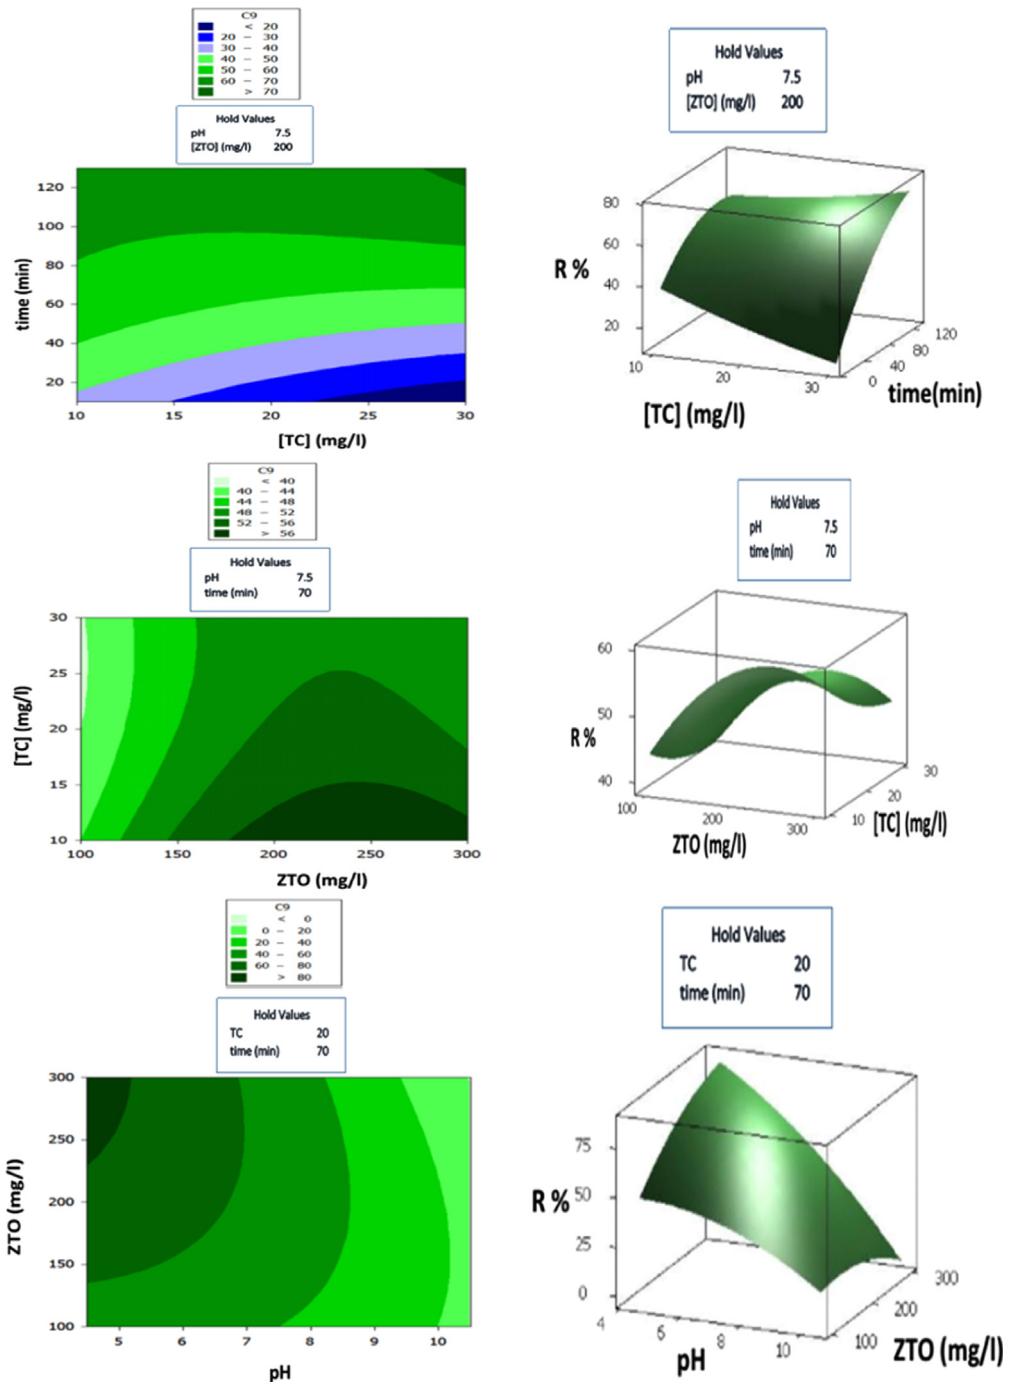 C9
< 20
20 – 30
30 – 40
40 – 50
50 – 60
60 – 70
> 70
Hold Values
pH 7.5
[ZTO] (mg/l) 200
120
100
80
60
40
20
time (min)
10 15 20 25 30
[TC] (mg/l)
Hold Values
pH 7.5
[ZTO] (mg/l) 200
80
60
40
20
R %
10 20 30
[TC] (mg/l)
0 40 80 120
time(min)
C9
< 40
40 – 44
44 – 48
48 – 52
52 – 56
> 56
Hold Values
pH 7.5
time (min) 70
30
25
20
15
10
[TC] (mg/l)
100 150 200 250 300
ZTO (mg/l)
Hold Values
pH 7.5
time (min) 70
60
50
40
R %
100 200 300
ZTO (mg/l)
10 20 30
[TC] (mg/l)
C9
< 0
0 – 20
20 – 40
40 – 60
60 – 80
> 80
Hold Values
TC 20
time (min) 70
300
250
200
150
100
ZTO (mg/l)
5 6 7 8 9 10
pH
Hold Values
TC 20
time (min) 70
75
50
25
0
R %
4 6 8 10
pH
100 200 300
ZTO (mg/l)